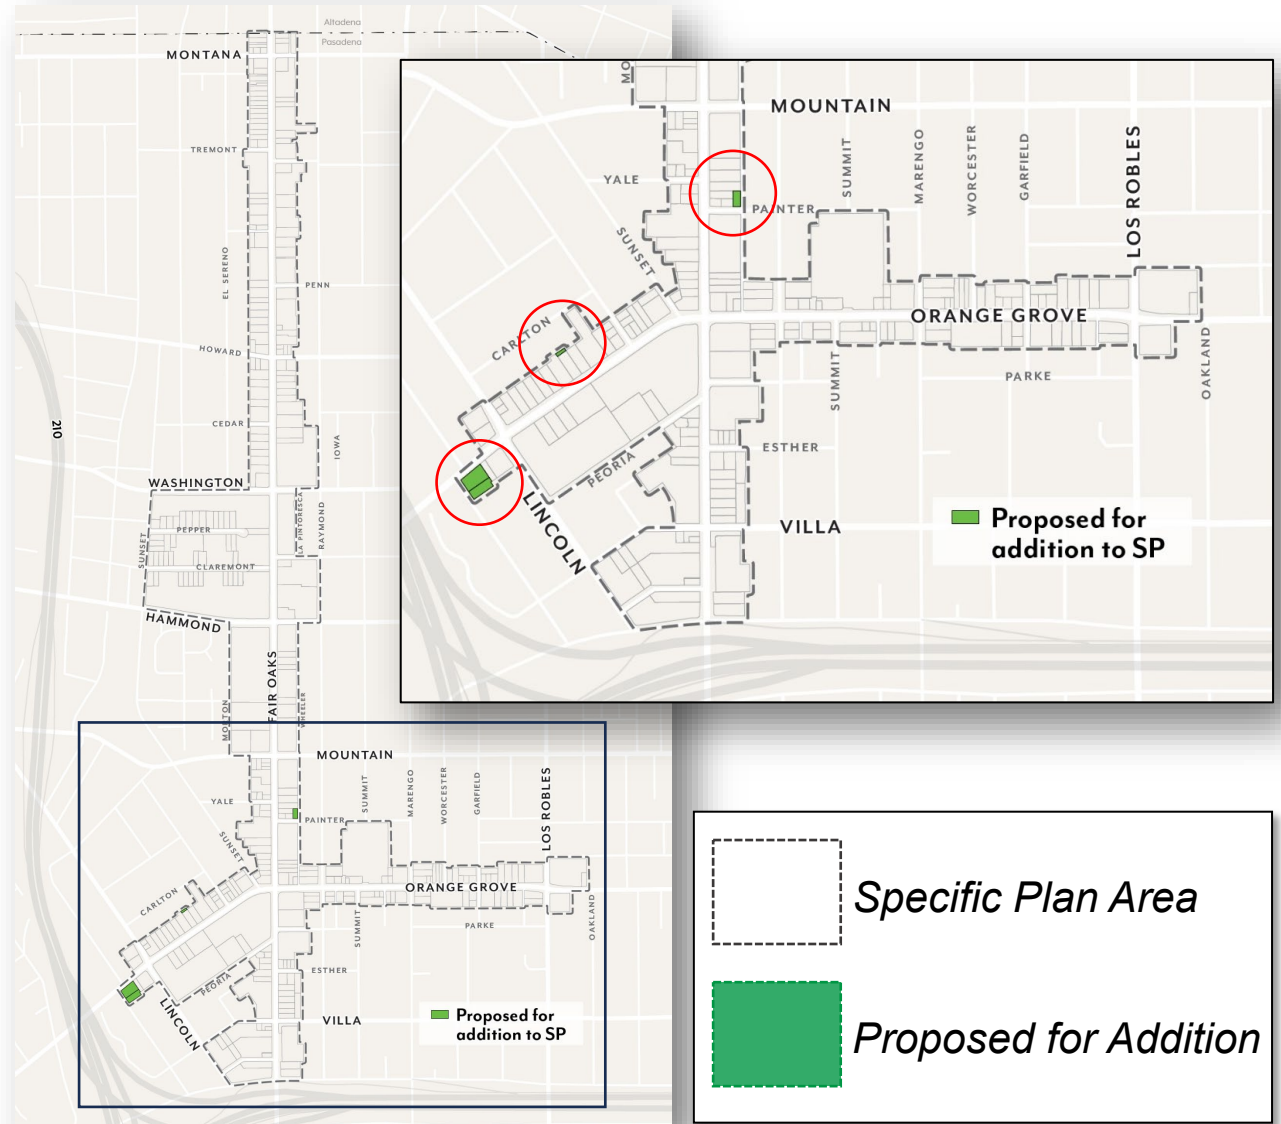 Altadena
Pasadena
MONTANA
TREMONT
EL SERENO
PENN
HOWARD
CEDAR
IOWA
210
WASHINGTON
LA PINTORESCA
RAYMOND
PEPPER
SUNSET
CLAREMONT
HAMMOND
FAIR OAKS
MORTON
WHEELER
MOUNTAIN
YALE
SUMMIT
MARENGO
WORCESTER
GARFIELD
LOS ROBLES
PAINTER
SUNSET
CARLTON
ORANGE GROVE
SUMMIT
PARKE
OAKLAND
ESTHER
PEORIA
LINCOLN
VILLA
Proposed for
addition to SP
MO
MOUNTAIN
YALE
SUMMIT
MARENGO
WORCESTER
GARFIELD
LOS ROBLES
PAINTER
SUNSET
CARLTON
ORANGE GROVE
SUMMIT
PARKE
OAKLAND
ESTHER
PEORIA
LINCOLN
VILLA
Proposed for
addition to SP
Specific Plan Area
Proposed for Addition